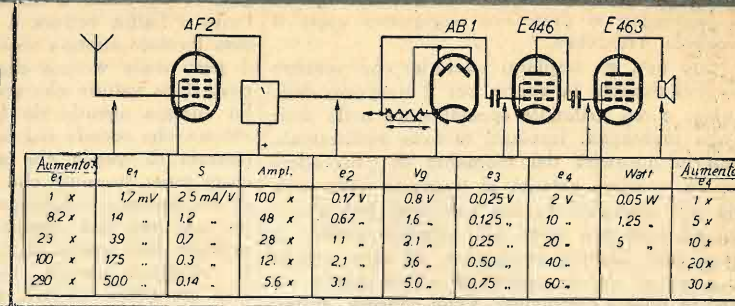 AF2 AB1 E446 E463
Aumento e1 e1 S Ampl. e2 Vg e3 e4 Watt Aumento e4
1 x 1,7 mV 2 5 mA/V 100 x 0.17 V 0.8 V 0.025 V 2 V 0.05 W 1 x
8.2 x 14 „ 1.2 „ 48 x 0.67 „ 1.6 „ 0.125 „ 10 „ 1,25 „ 5 x
23 x 39 „ 0,7 „ 28 x 1 1 „ 2.1 „ 0.25 „ 20 „ 5 „ 10 x
100 x 175 „ 0.3 „ 12. x 2,1 „ 3,6 „ 0.50 „ 40 „ 20 x
290 x 500 „ 0,14 „ 5.6 x 3.1 „ 5.0 „ 0,75 „ 60 „ 30 x